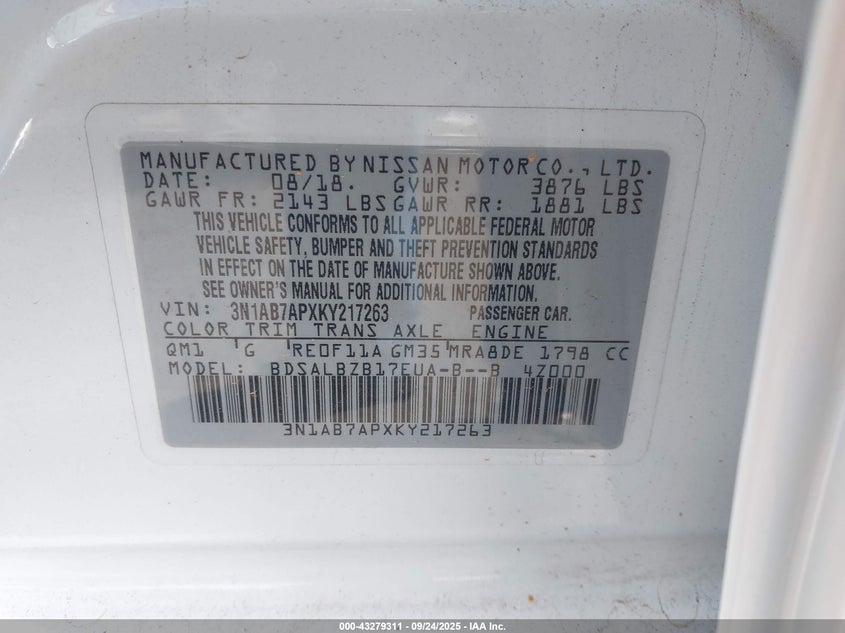 MANUFACTURED BY NISSAN MOTOR CO., LTD.
DATE: 08/18. GVWR: 3876 LBS
GAWR FR: 2143 LBS GAWR RR: 1881 LBS
THIS VEHICLE CONFORMS TO ALL APPLICABLE FEDERAL MOTOR
VEHICLE SAFETY, BUMPER AND THEFT PREVENTION STANDARDS
IN EFFECT ON THE DATE OF MANUFACTURE SHOWN ABOVE.
SEE OWNER'S MANUAL FOR ADDITIONAL INFORMATION.
VIN: 3N1AB7APXKY217263 PASSENGER CAR.
COLOR TRIM TRANS AXLE ENGINE
QM1 G RE0F11A GM35 MRA8DE 1798 CC
MODEL: BDSALBZB17EUA-B--B 4Z000
3N1AB7APXKY217263
000-43279311 - 09/24/2025 - IAA Inc.